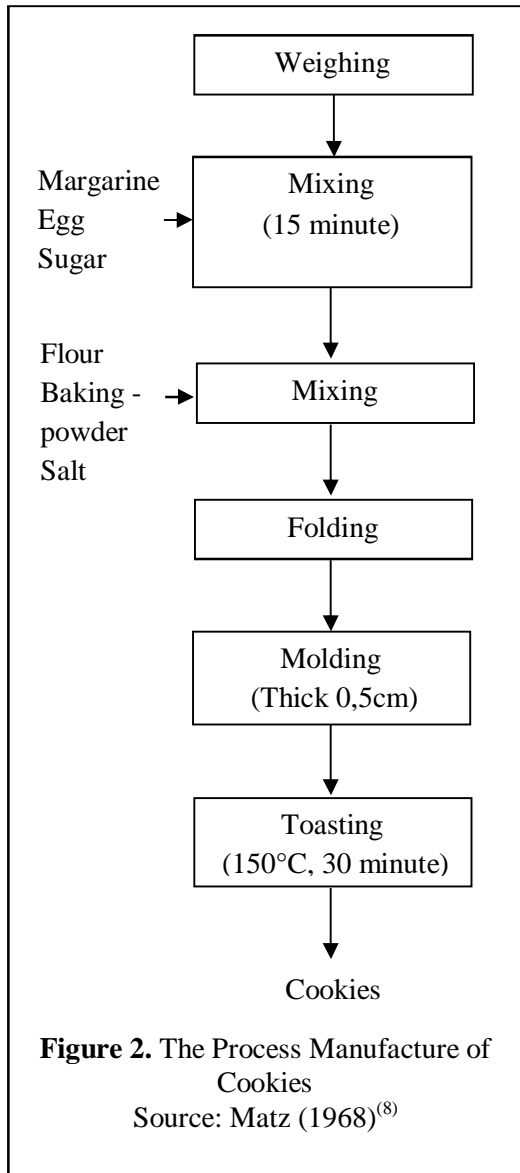 Weighing
Margarine
Egg
Sugar
Mixing
(15 minute)
Flour
Baking -
powder
Salt
Mixing
Folding
Molding
(Thick 0,5cm)
Toasting
(150°C, 30 minute)
Cookies
Figure 2. The Process Manufacture of
Cookies
Source: Matz (1968)(8)